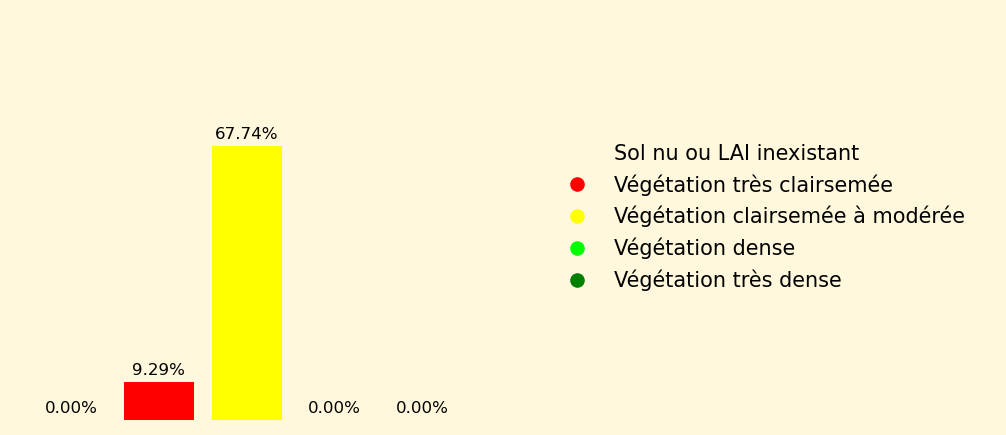 67.74%
9.29%
0.00%
0.00%
0.00%
Sol nu ou LAI inexistant
Végétation très clairsemée
Végétation clairsemée à modérée
Végétation dense
Végétation très dense